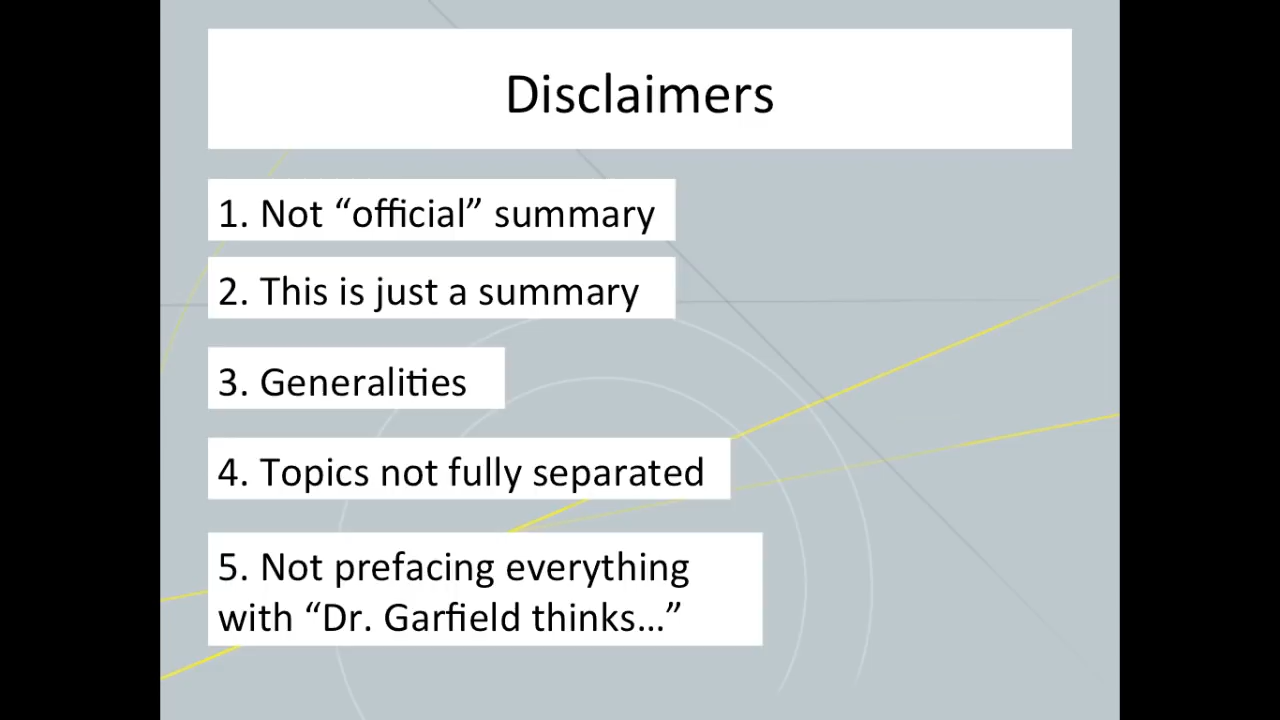 Disclaimers
1. Not “official” summary
2. This is just a summary
3. Generalities
4. Topics not fully separated
5. Not prefacing everything
with “Dr. Garfield thinks…”